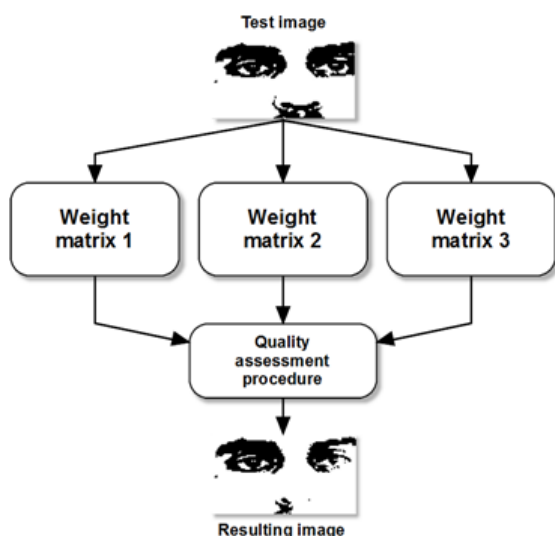 Test image
Weight
matrix 1
Weight
matrix 2
Weight
matrix 3
Quality
assessment
procedure
Resulting image